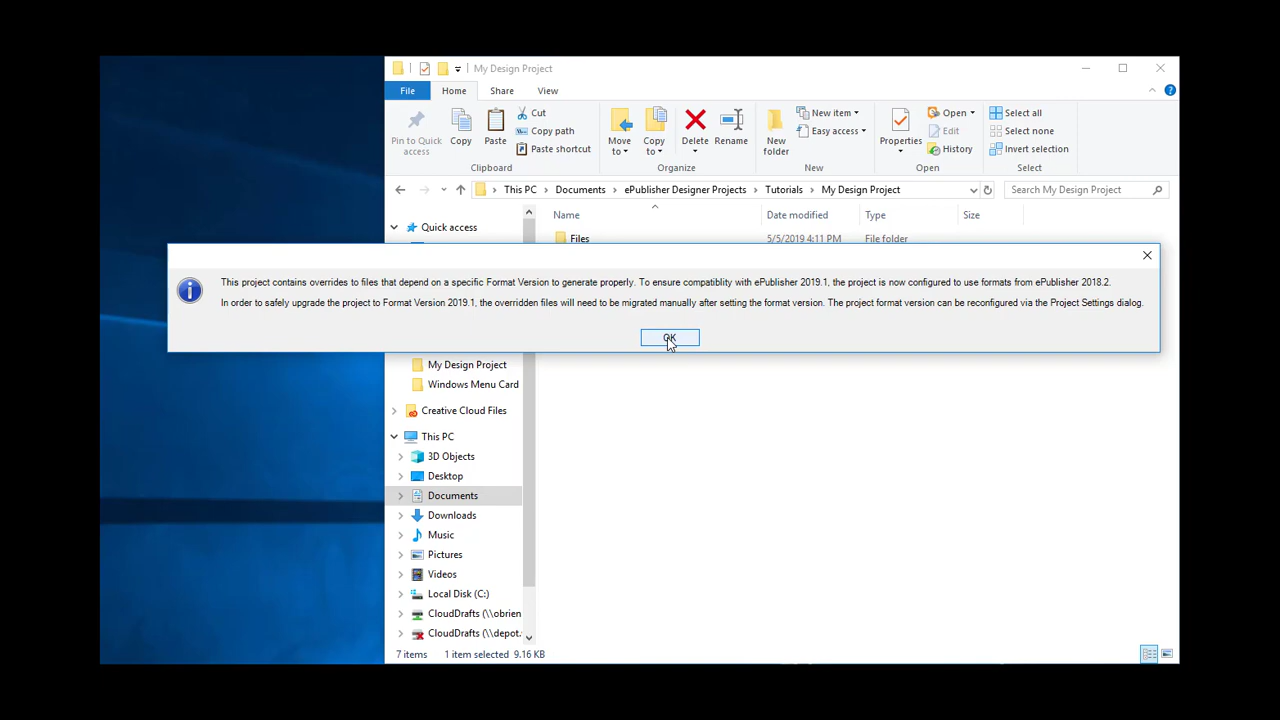 My Design Project
File Home Share View
Pin to Quick access
Copy
Paste
Cut
Copy path
Paste shortcut
Clipboard
Move to
Copy to
Delete
Rename
Organize
New folder
New item
Easy access
New
Properties
Open
Edit
History
Open
Select all
Select none
Invert selection
Select
This PC > Documents > ePublisher Designer Projects > Tutorials > My Design Project
Search My Design Project
Name Date modified Type Size
Quick access
Files 5/5/2019 4:11 PM File folder
This project contains overrides to files that depend on a specific Format Version to generate properly. To ensure compatiblity with ePublisher 2019.1, the project is now configured to use formats from ePublisher 2018.2.
In order to safely upgrade the project to Format Version 2019.1, the overridden files will need to be migrated manually after setting the format version. The project format version can be reconfigured via the Project Settings dialog.
OK
My Design Project
Windows Menu Card
Creative Cloud Files
This PC
3D Objects
Desktop
Documents
Downloads
Music
Pictures
Videos
Local Disk (C:)
CloudDrafts (\\obrien
CloudDrafts (\\depot.
7 items 1 item selected 9.16 KB